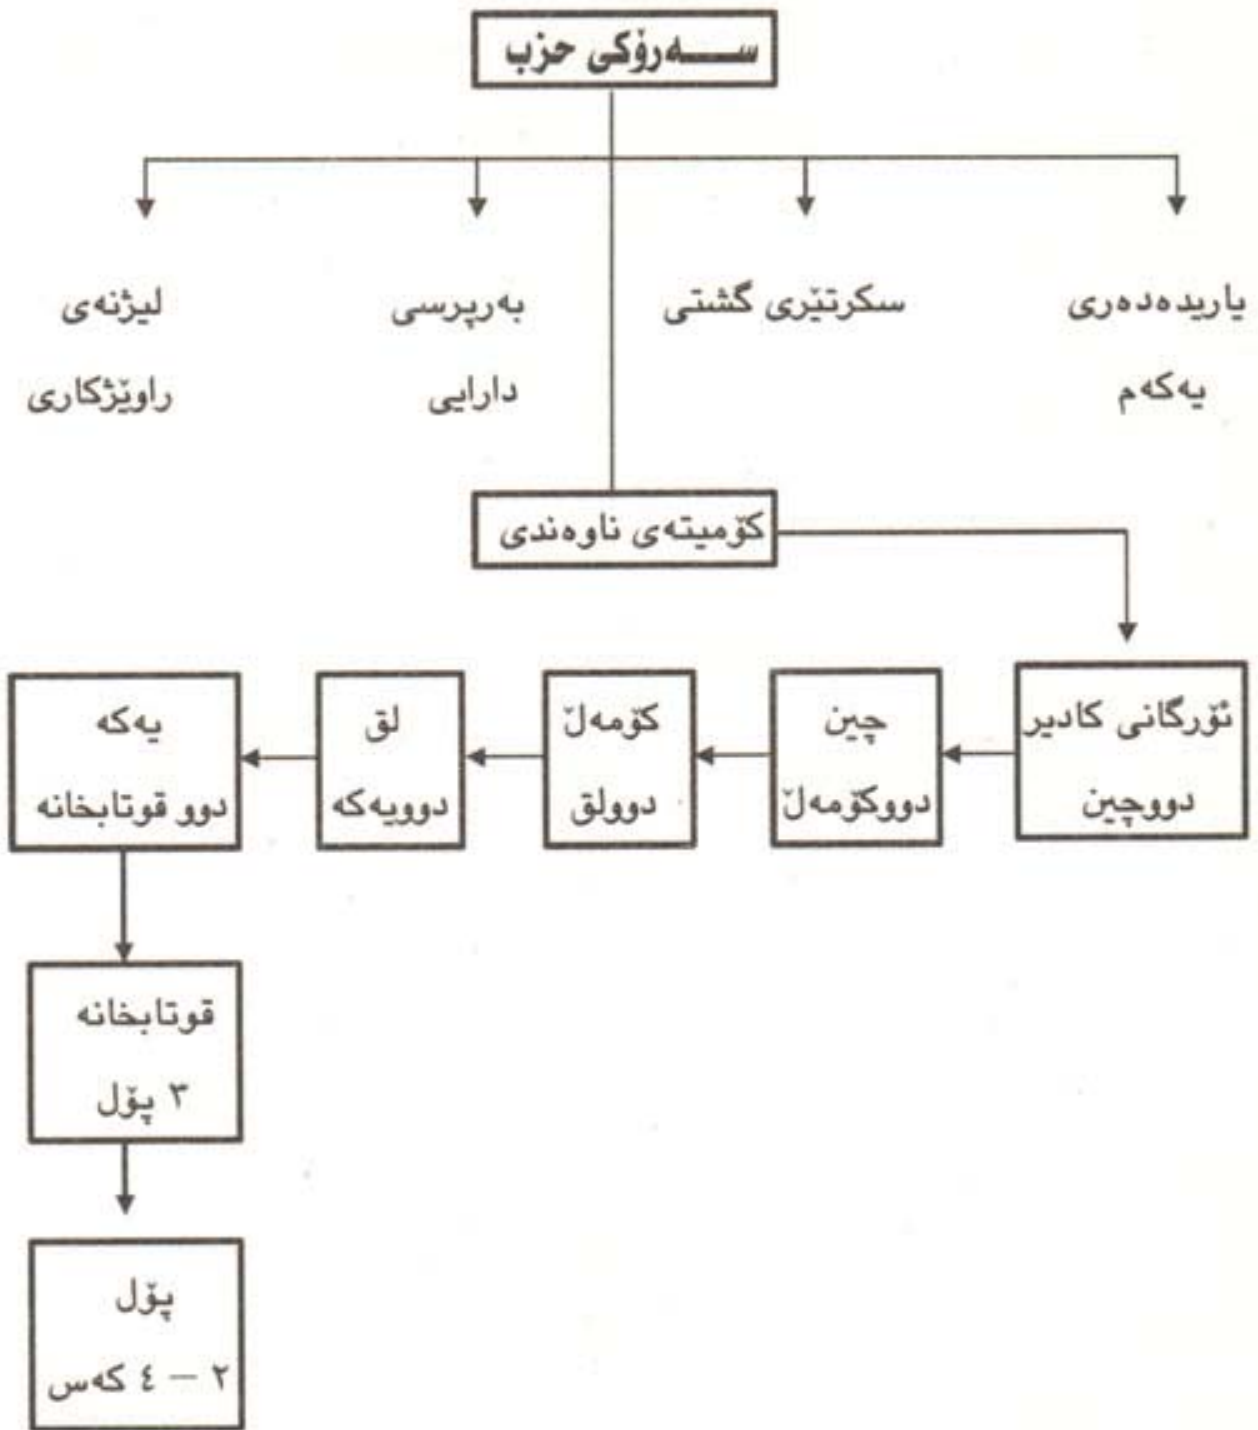 ســەرۆکی حزب
یاریدەدەری
یەکەم
سکرتێری گشتی
بەرپرسی
دارایی
لیژنەی
راوێژکاری
کۆمیتەی ناوەندی
ئۆرگانی کادیر
دووچین
چین
دووکۆمەڵ
کۆمەڵ
دوولق
لق
دوویەکە
یەکە
دوو قوتابخانە
قوتابخانە
٣ پۆل
پۆل
٢ – ٤ کەس